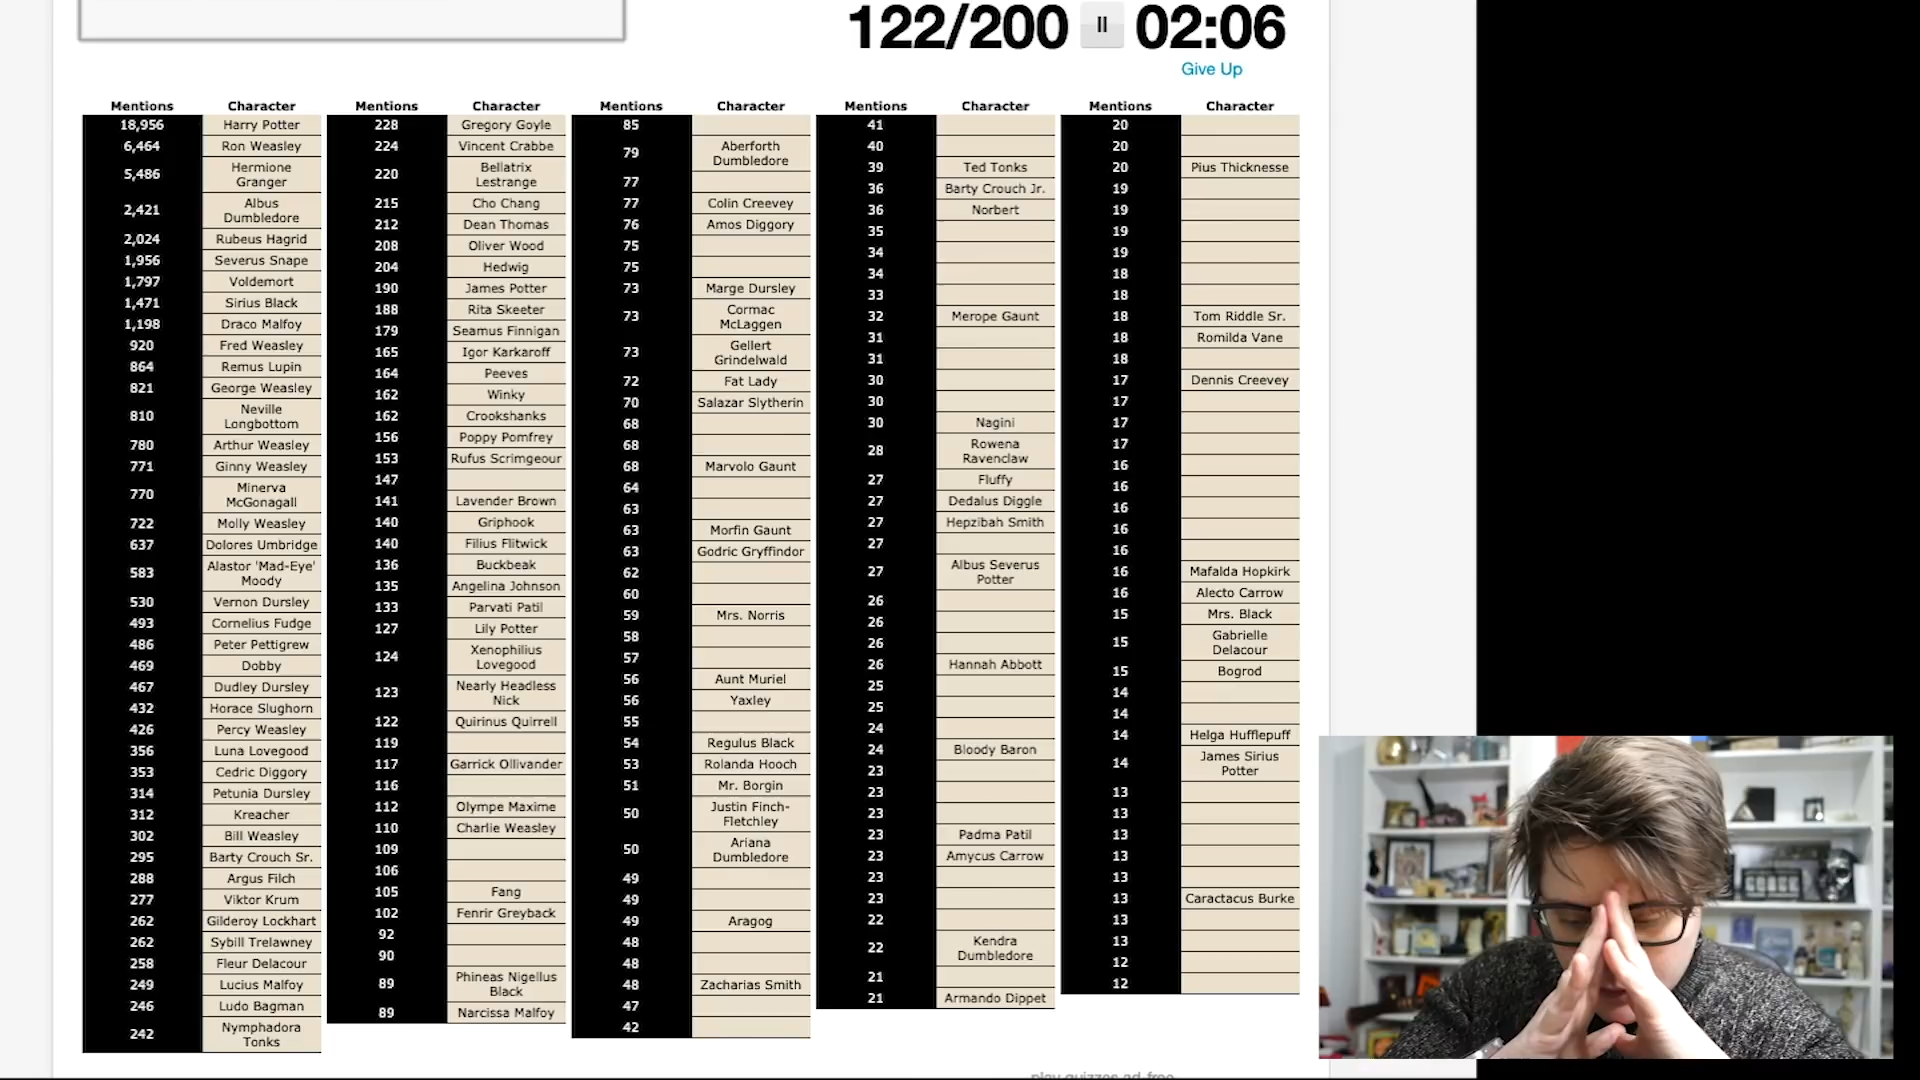 122/200 II 02:06
Give Up
Mentions Character Mentions Character Mentions Character Mentions Character Mentions Character
18,956 Harry Potter
6,464 Ron Weasley
5,486 Hermione
Granger
2,421 Albus
Dumbledore
2,024 Rubeus Hagrid
1,956 Severus Snape
1,797 Voldemort
1,471 Sirius Black
1,198 Draco Malfoy
920 Fred Weasley
864 Remus Lupin
821 George Weasley
810 Neville
Longbottom
780 Arthur Weasley
771 Ginny Weasley
770 Minerva
McGonagall
722 Molly Weasley
637 Dolores Umbridge
583 Alastor 'Mad-Eye'
Moody
530 Vernon Dursley
493 Cornelius Fudge
486 Peter Pettigrew
469 Dobby
467 Dudley Dursley
432 Horace Slughorn
426 Percy Weasley
356 Luna Lovegood
353 Cedric Diggory
314 Petunia Dursley
312 Kreacher
302 Bill Weasley
295 Barty Crouch Sr.
288 Argus Filch
277 Viktor Krum
262 Gilderoy Lockhart
262 Sybill Trelawney
258 Fleur Delacour
249 Lucius Malfoy
246 Ludo Bagman
242 Nymphadora
Tonks
228 Gregory Goyle
224 Vincent Crabbe
220 Bellatrix
Lestrange
215 Cho Chang
212 Dean Thomas
208 Oliver Wood
204 Hedwig
190 James Potter
188 Rita Skeeter
179 Seamus Finnigan
165 Igor Karkaroff
164 Peeves
162 Winky
162 Crookshanks
156 Poppy Pomfrey
153 Rufus Scrimgeour
147
141 Lavender Brown
140 Griphook
140 Filius Flitwick
136 Buckbeak
135 Angelina Johnson
133 Parvati Patil
127 Lily Potter
124 Xenophilius
Lovegood
123 Nearly Headless
Nick
122 Quirinus Quirrell
119
117 Garrick Ollivander
116
112 Olympe Maxime
110 Charlie Weasley
109
106
105 Fang
102 Fenrir Greyback
92
90
89 Phineas Nigellus
Black
89 Narcissa Malfoy
85
79 Aberforth
Dumbledore
77
77 Colin Creevey
76 Amos Diggory
75
75
73 Marge Dursley
73 Cormac
McLaggen
73 Gellert
Grindelwald
72 Fat Lady
70 Salazar Slytherin
68
68
68 Marvolo Gaunt
64
63
63 Morfin Gaunt
63 Godric Gryffindor
62
60
59 Mrs. Norris
58
57
56 Aunt Muriel
56 Yaxley
55
54 Regulus Black
53 Rolanda Hooch
51 Mr. Borgin
50 Justin Finch-
Fletchley
50 Ariana
Dumbledore
49
49
49 Aragog
48
48
48 Zacharias Smith
47
42
41
40
39 Ted Tonks
36 Barty Crouch Jr.
36 Norbert
35
34
34
33
32 Merope Gaunt
31
31
30
30
30 Nagini
28 Rowena
Ravenclaw
27 Fluffy
27 Dedalus Diggle
27 Hepzibah Smith
27
27 Albus Severus
Potter
26
26
26
26 Hannah Abbott
25
25
24
24 Bloody Baron
23
23
23
23 Padma Patil
23 Amycus Carrow
23
23
22
22 Kendra
Dumbledore
21
21 Armando Dippet
20
20
20 Pius Thicknesse
19
19
19
19
18
18
18 Tom Riddle Sr.
18 Romilda Vane
18
17 Dennis Creevey
17
17
17
16
16
16
16
16
16 Mafalda Hopkirk
16 Alecto Carrow
15 Mrs. Black
15 Gabrielle
Delacour
15 Bogrod
14
14
14 Helga Hufflepuff
14 James Sirius
Potter
13
13
13
13
13
13 Caractacus Burke
13
13
12
12
play quizzes ad-free